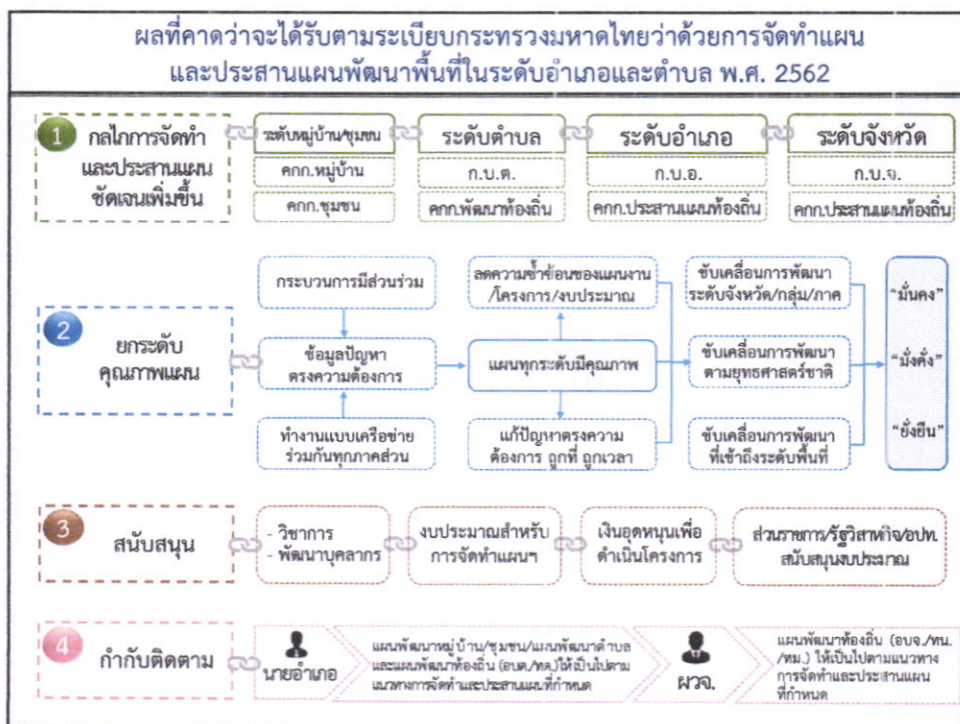 ผลที่คาดว่าจะได้รับตามระเบียบกระทรวงมหาดไทยว่าด้วยการจัดทำแผน
และประสานแผนพัฒนาพื้นที่ในระดับอำเภอและตำบล พ.ศ. 2562
1
กลไกการจัดทำ
และประสานแผน
ชัดเจนเพิ่มขึ้น
ระดับหมู่บ้าน/ชุมชน
คกก.หมู่บ้าน
คกก.ชุมชน
ระดับตำบล
ก.บ.ต.
คกก.พัฒนาท้องถิ่น
ระดับอำเภอ
ก.บ.อ.
คกก.ประสานแผนท้องถิ่น
ระดับจังหวัด
ก.บ.จ.
คกก.ประสานแผนท้องถิ่น
2
ยกระดับ
คุณภาพแผน
กระบวนการมีส่วนร่วม
ข้อมูลปัญหา
ตรงความต้องการ
ทำงานแบบเครือข่าย
ร่วมกันทุกภาคส่วน
ลดความซ้ำซ้อนของแผนงาน
/โครงการ/งบประมาณ
แผนทุกระดับมีคุณภาพ
แก้ปัญหาตรงความ
ต้องการ ถูกที่ ถูกเวลา
ขับเคลื่อนการพัฒนา
ระดับจังหวัด/กลุ่ม/ภาค
ขับเคลื่อนการพัฒนา
ตามยุทธศาสตร์ชาติ
ขับเคลื่อนการพัฒนา
ที่เข้าถึงระดับพื้นที่
“มั่นคง”
“มั่งคั่ง”
“ยั่งยืน”
3
สนับสนุน
- วิชาการ
- พัฒนาบุคลากร
งบประมาณสำหรับ
การจัดทำแผนฯ
เงินอุดหนุนเพื่อ
ดำเนินโครงการ
ส่วนราชการ/รัฐวิสาหกิจ/อปท.
สนับสนุนงบประมาณ
4
กำกับติดตาม
นายอำเภอ
แผนพัฒนาหมู่บ้าน/ชุมชน/แผนพัฒนาตำบล
และแผนพัฒนาท้องถิ่น (อบต./ทต.)ให้เป็นไปตาม
แนวทางการจัดทำและประสานแผนที่กำหนด
ผวจ.
แผนพัฒนาท้องถิ่น (อบจ./ทน.
/ทม.) ให้เป็นไปตามแนวทาง
การจัดทำและประสานแผน
ที่กำหนด